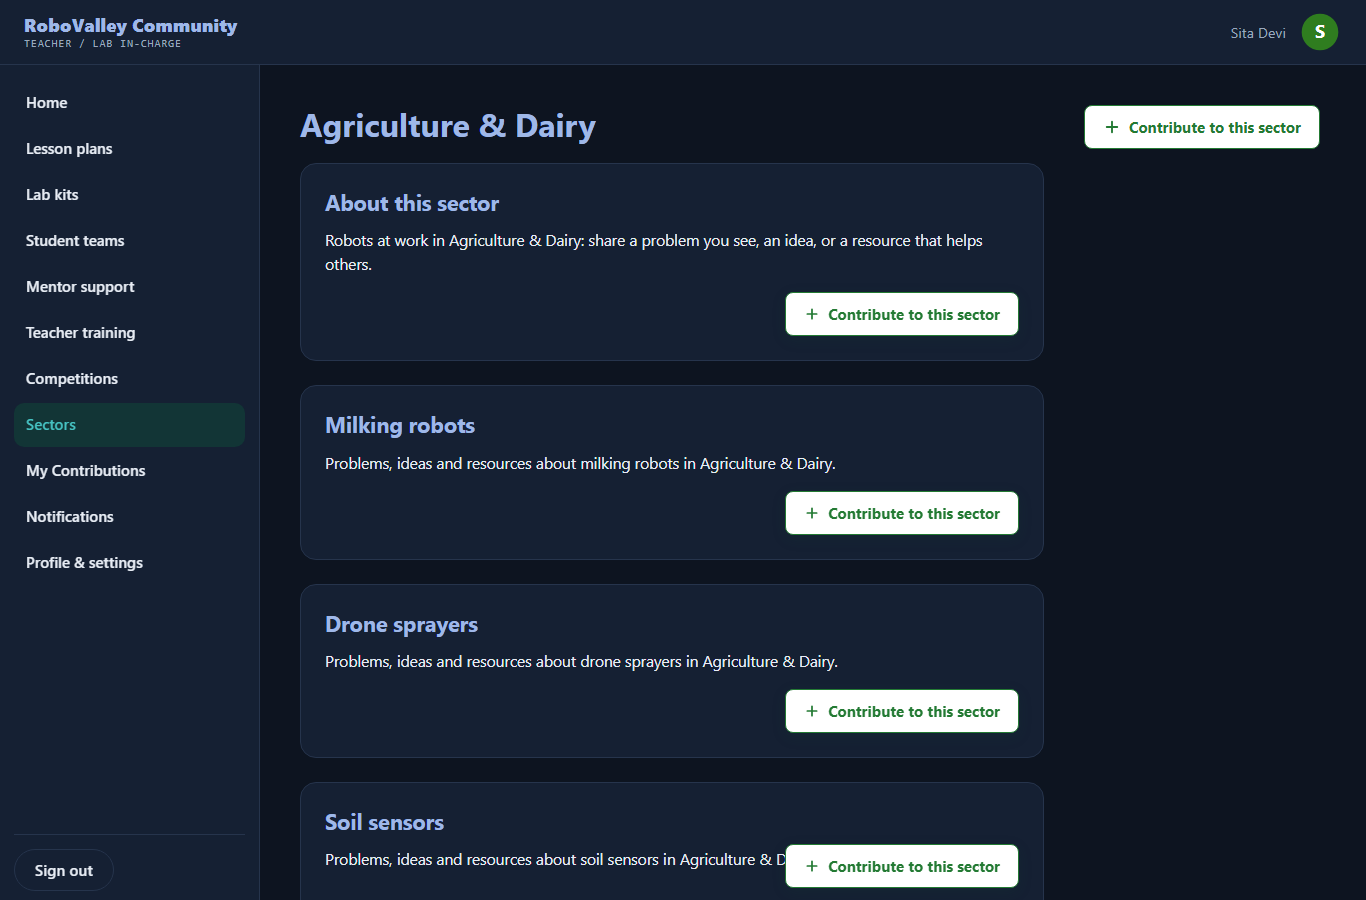 RoboValley Community
TEACHER / LAB IN-CHARGE
Sita Devi
S
Home
Lesson plans
Lab kits
Student teams
Mentor support
Teacher training
Competitions
Sectors
My Contributions
Notifications
Profile & settings
Sign out
Agriculture & Dairy
+ Contribute to this sector
About this sector
Robots at work in Agriculture & Dairy: share a problem you see, an idea, or a resource that helps
others.
+ Contribute to this sector
Milking robots
Problems, ideas and resources about milking robots in Agriculture & Dairy.
+ Contribute to this sector
Drone sprayers
Problems, ideas and resources about drone sprayers in Agriculture & Dairy.
+ Contribute to this sector
Soil sensors
Problems, ideas and resources about soil sensors in Agriculture & D
+ Contribute to this sector